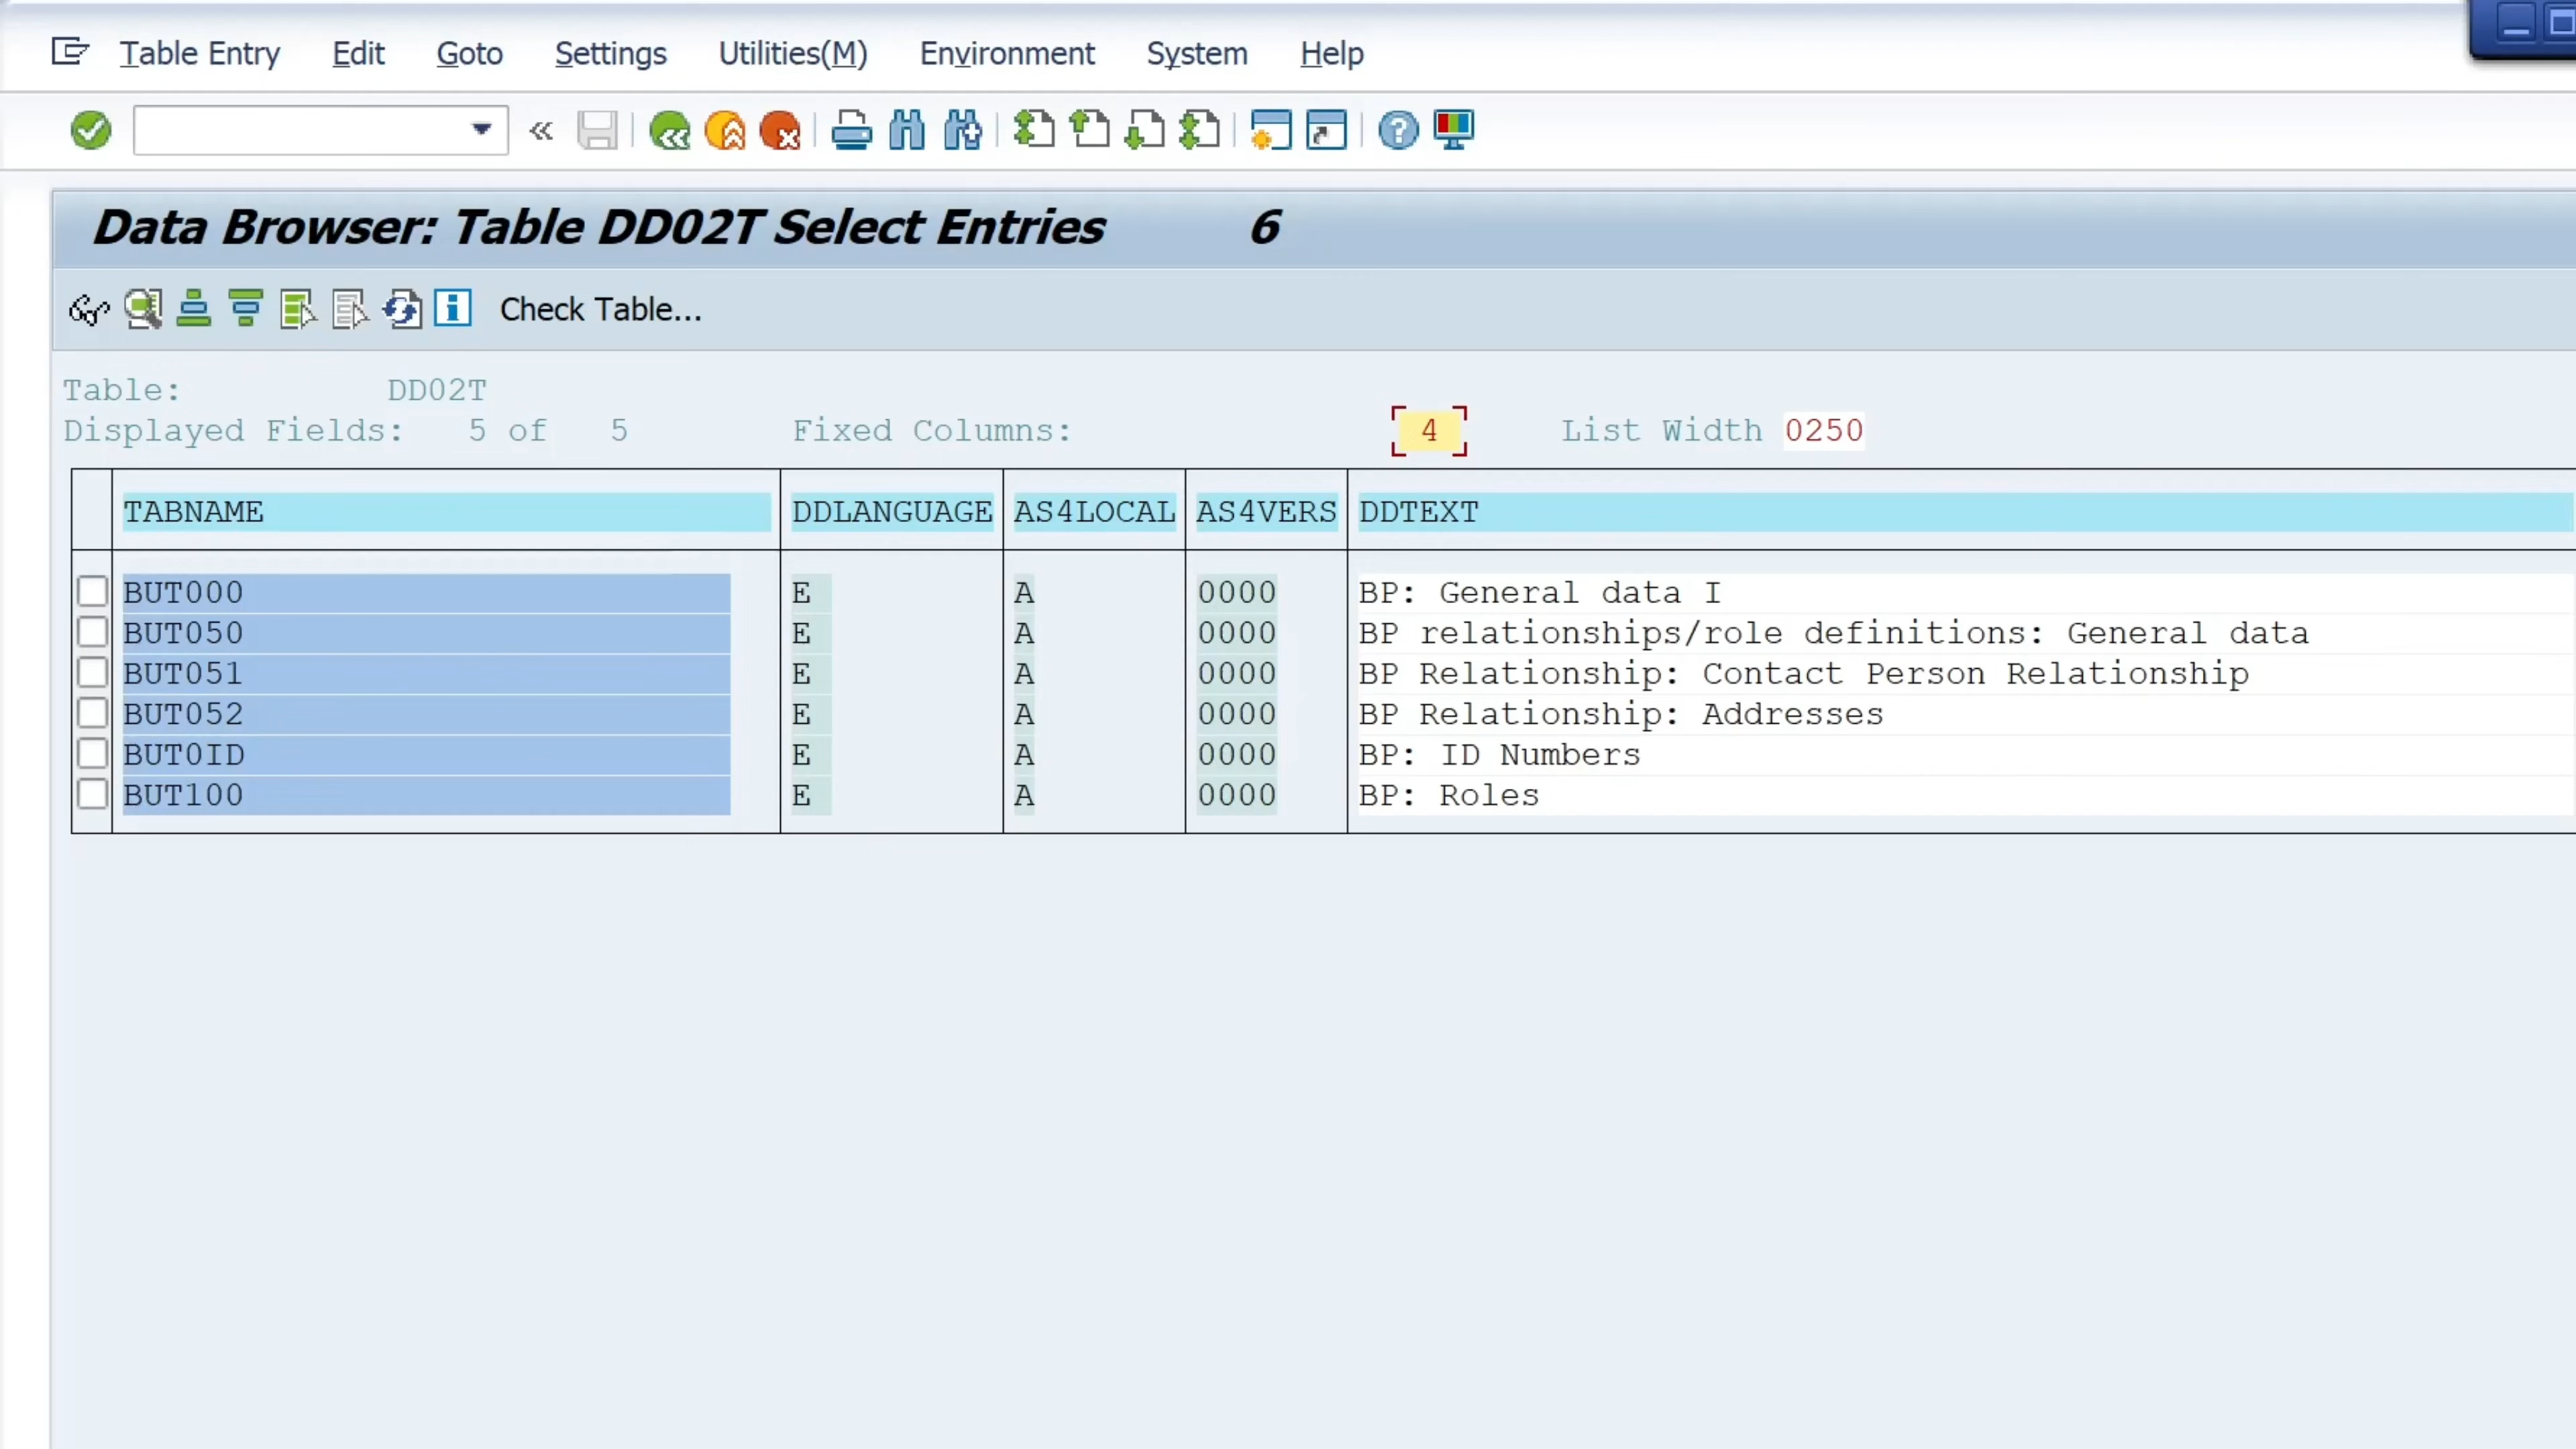 Table Entry Edit Goto Settings Utilities(M) Environment System Help
Data Browser: Table DD02T Select Entries 6
Check Table...
Table: DD02T
Displayed Fields: 5 of 5 Fixed Columns: 4 List Width 0250
TABNAME DDLANGUAGE AS4LOCAL AS4VERS DDTEXT
BUT000 E A 0000 BP: General data I
BUT050 E A 0000 BP relationships/role definitions: General data
BUT051 E A 0000 BP Relationship: Contact Person Relationship
BUT052 E A 0000 BP Relationship: Addresses
BUT0ID E A 0000 BP: ID Numbers
BUT100 E A 0000 BP: Roles